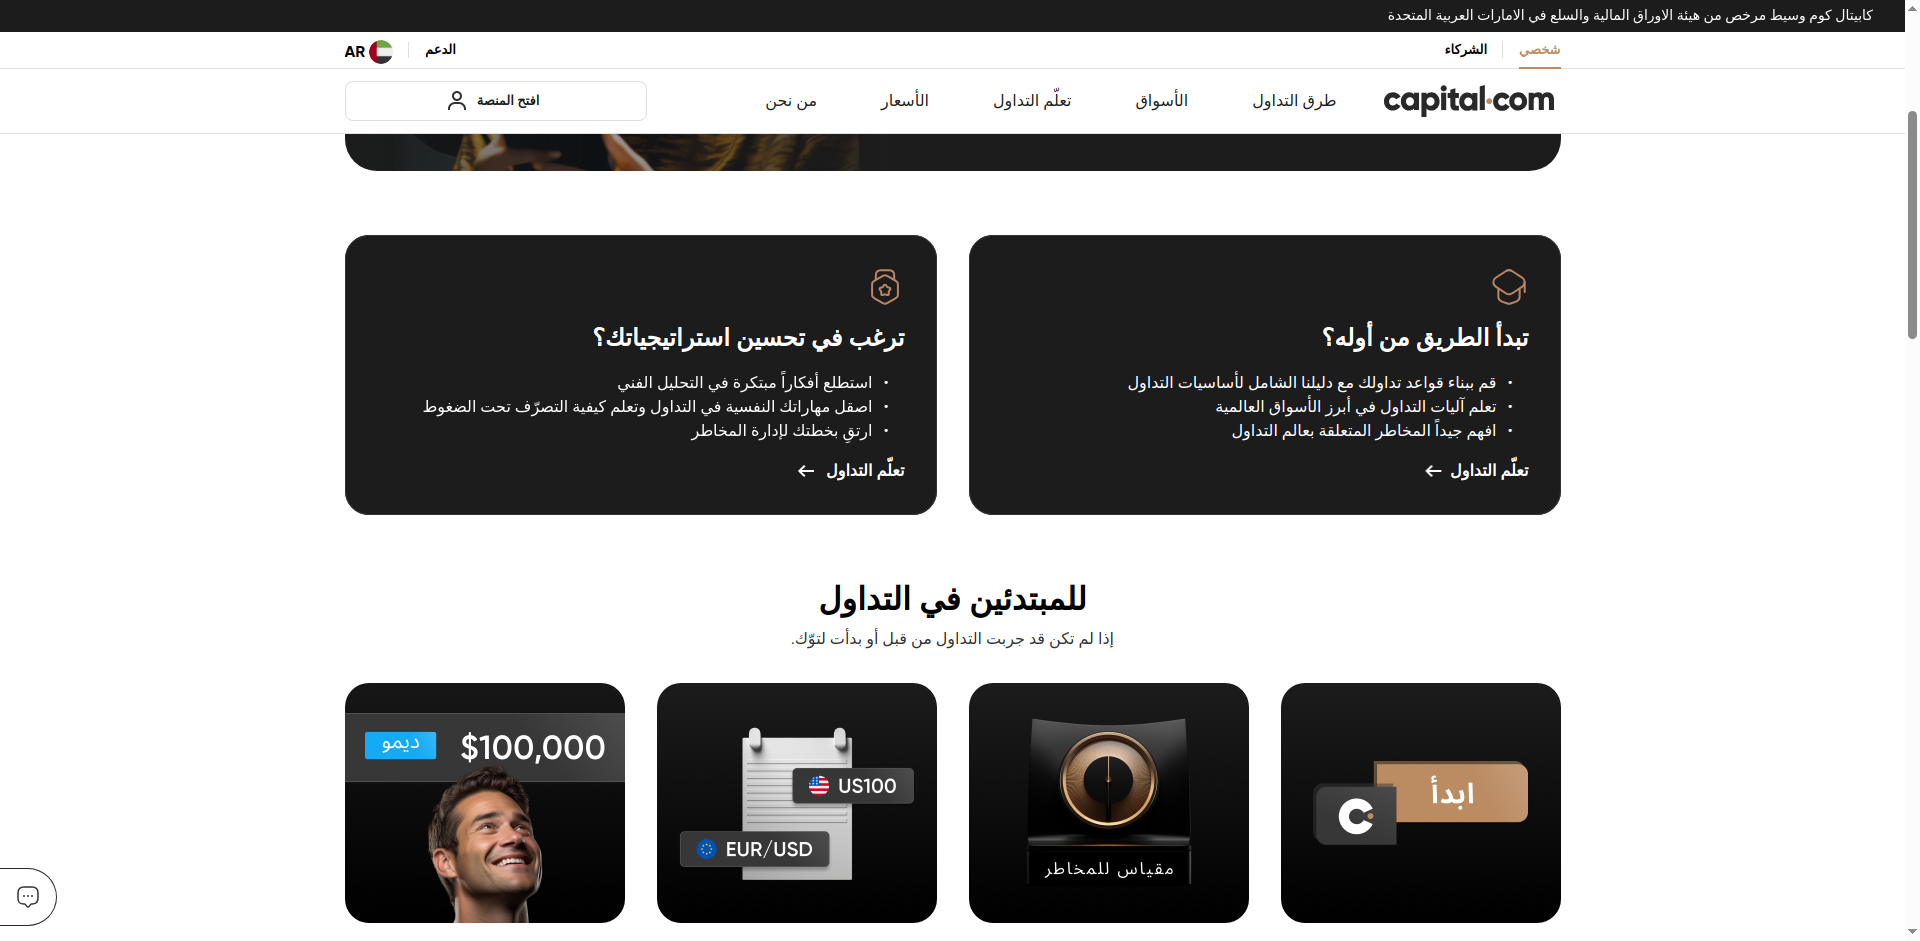 كابيتال كوم وسيط مرخص من هيئة الاوراق المالية والسلع في الامارات العربية المتحدة
شخصي
الشركاء
الدعم
AR
capital.com
طرق التداول
الأسواق
تعلّم التداول
الأسعار
من نحن
افتح المنصة
تبدأ الطريق من أوله؟
• قم ببناء قواعد تداولك مع دليلنا الشامل لأساسيات التداول
• تعلم آليات التداول في أبرز الأسواق العالمية
• افهم جيداً المخاطر المتعلقة بعالم التداول
تعلّم التداول ←
ترغب في تحسين استراتيجياتك؟
• استطلع أفكاراً مبتكرة في التحليل الفني
• اصقل مهاراتك النفسية في التداول وتعلم كيفية التصرّف تحت الضغوط
• ارتقِ بخطتك لإدارة المخاطر
تعلّم التداول ←
للمبتدئين في التداول
إذا لم تكن قد جربت التداول من قبل أو بدأت لتوّك.
ابدأ
مقياس للمخاطر
US100
EUR/USD
$100,000
ديمو